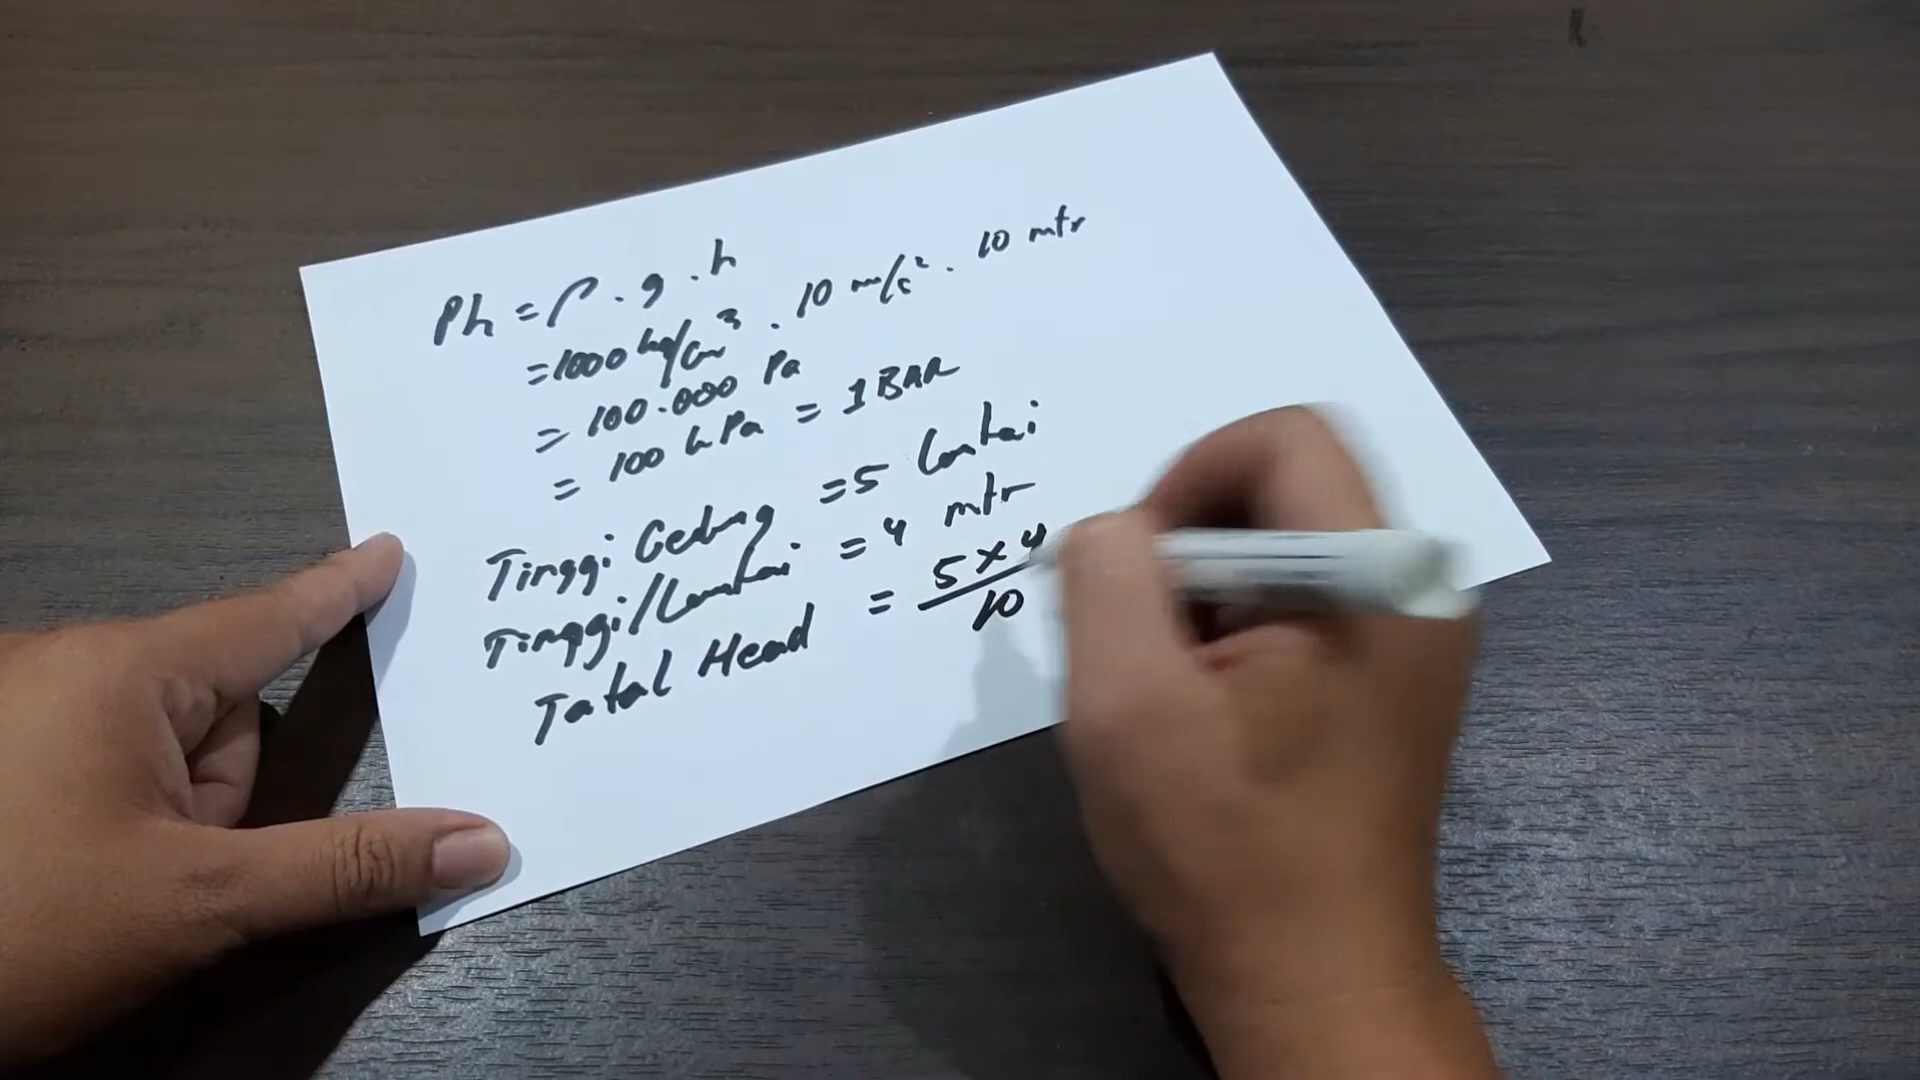 Ph = ρ . g . h
= 1000 kg/cm³ . 10 m/s² . 10 mtr
= 100.000 Pa
= 100 kPa = 1 BAR
Tinggi Gedung = 5 Lantai
Tinggi/Lantai = 4 mtr
Total Head = 5 x 4 / 10